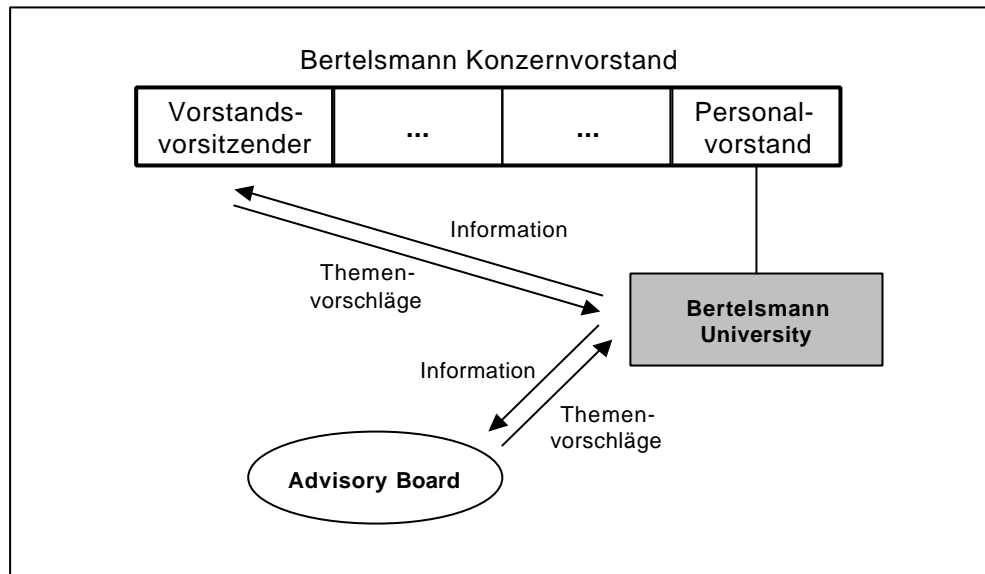 Bertelsmann Konzernvorstand
Vorstands-
vorsitzender
...
...
Personal-
vorstand
Information
Themen-
vorschläge
Bertelsmann
University
Information
Themen-
vorschläge
Advisory Board